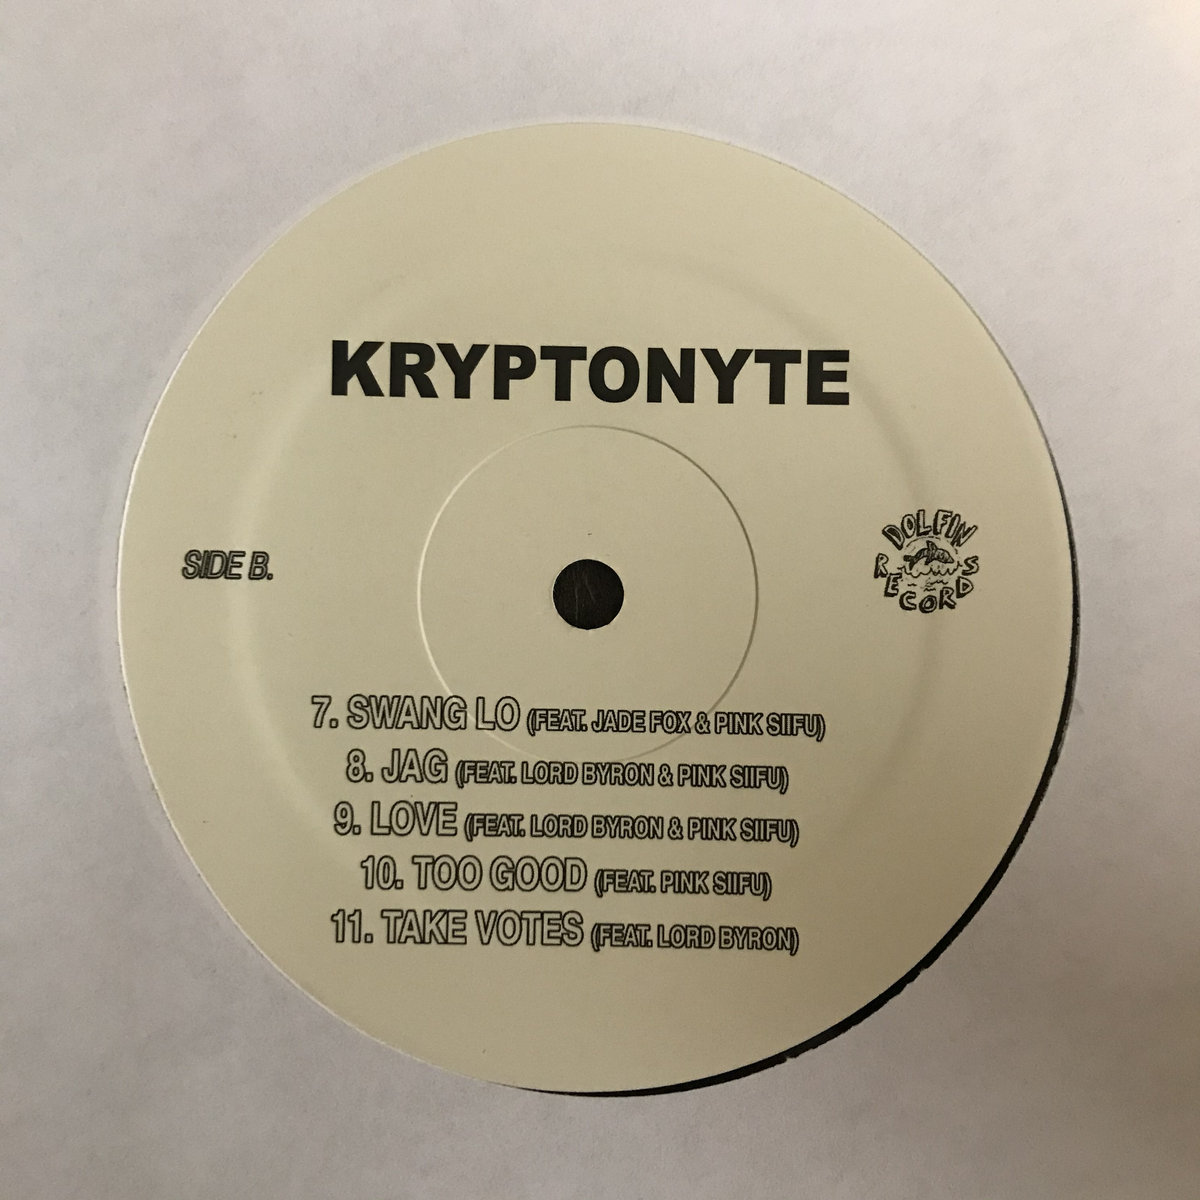 KRYPTONYTE
SIDE B.
DOLFIN
RECORDS
7. SWANG LO (FEAT. JADE FOX & PINK SIIFU)
8. JAG (FEAT. LORD BYRON & PINK SIIFU)
9. LOVE (FEAT. LORD BYRON & PINK SIIFU)
10. TOO GOOD (FEAT. PINK SIIFU)
11. TAKE VOTES (FEAT. LORD BYRON)